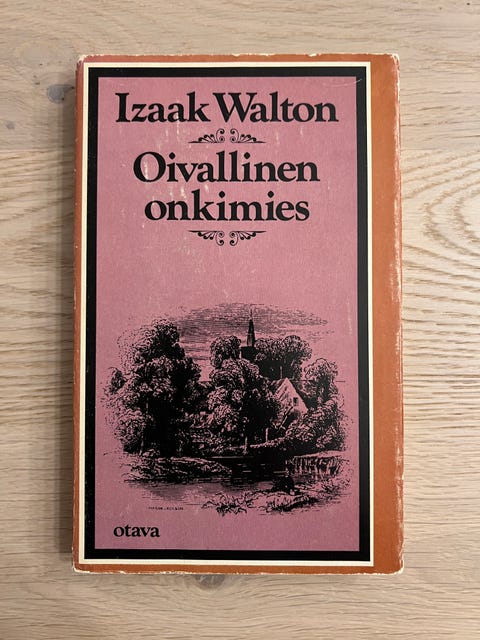 Izaak Walton
Oivallinen
onkimies
otava